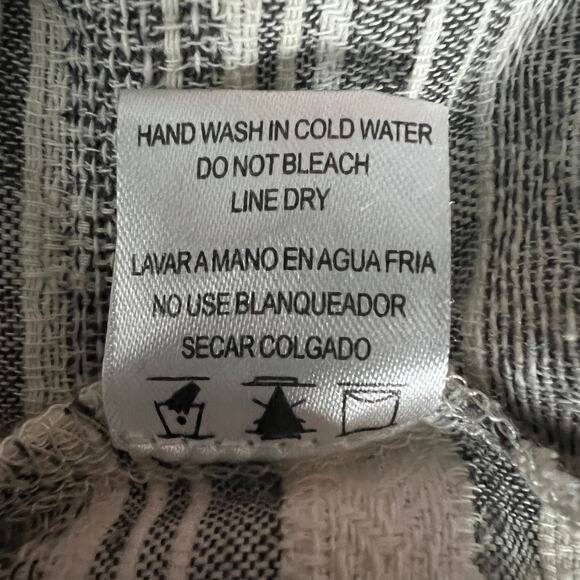 HAND WASH IN COLD WATER
DO NOT BLEACH
LINE DRY
LAVAR A MANO EN AGUA FRIA
NO USE BLANQUEADOR
SECAR COLGADO